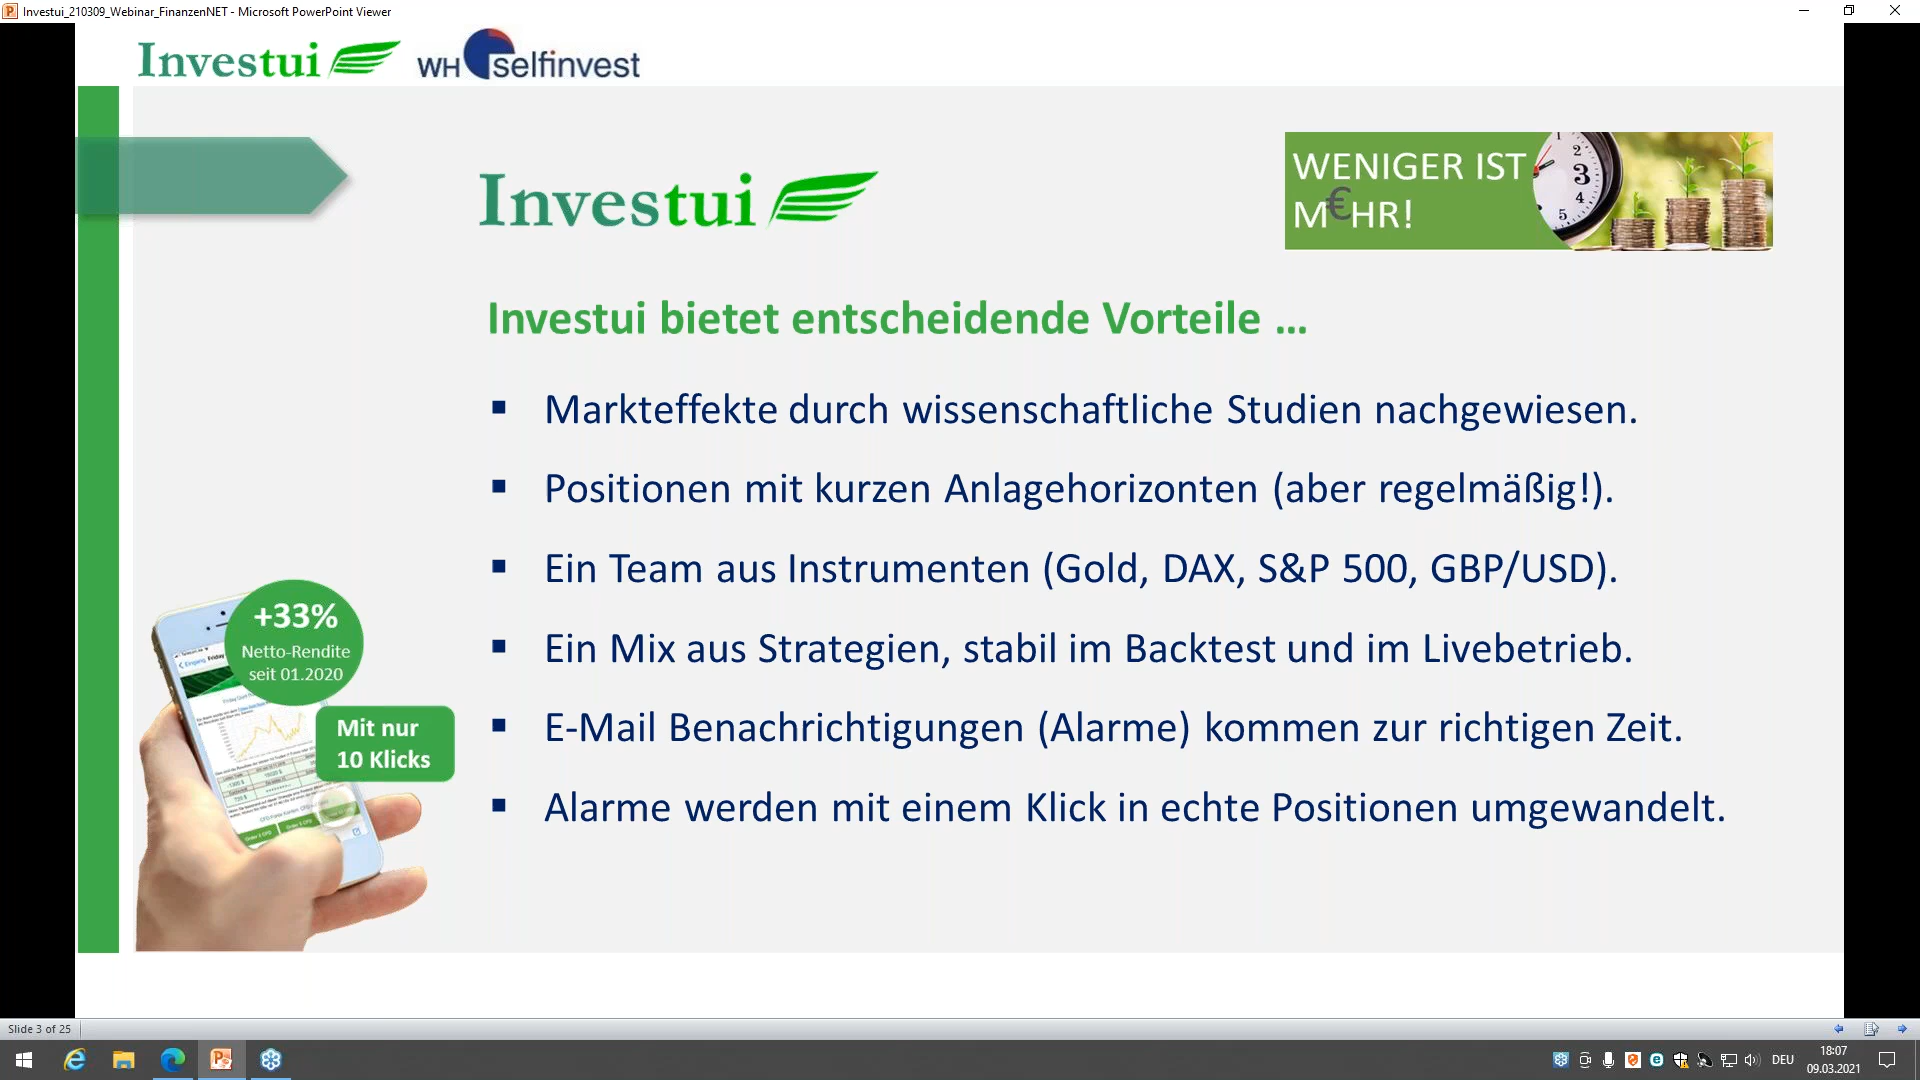 Investui_210309_Webinar_FinanzenNET - Microsoft PowerPoint Viewer
Investui WH selfinvest
Investui
WENIGER IST
M€HR!
Investui bietet entscheidende Vorteile ...
▪ Markteffekte durch wissenschaftliche Studien nachgewiesen.
▪ Positionen mit kurzen Anlagehorizonten (aber regelmäßig!).
▪ Ein Team aus Instrumenten (Gold, DAX, S&P 500, GBP/USD).
▪ Ein Mix aus Strategien, stabil im Backtest und im Livebetrieb.
▪ E-Mail Benachrichtigungen (Alarme) kommen zur richtigen Zeit.
▪ Alarme werden mit einem Klick in echte Positionen umgewandelt.
+33%
Netto-Rendite
seit 01.2020
Mit nur
10 Klicks
Slide 3 of 25
DEU
18:07
09.03.2021